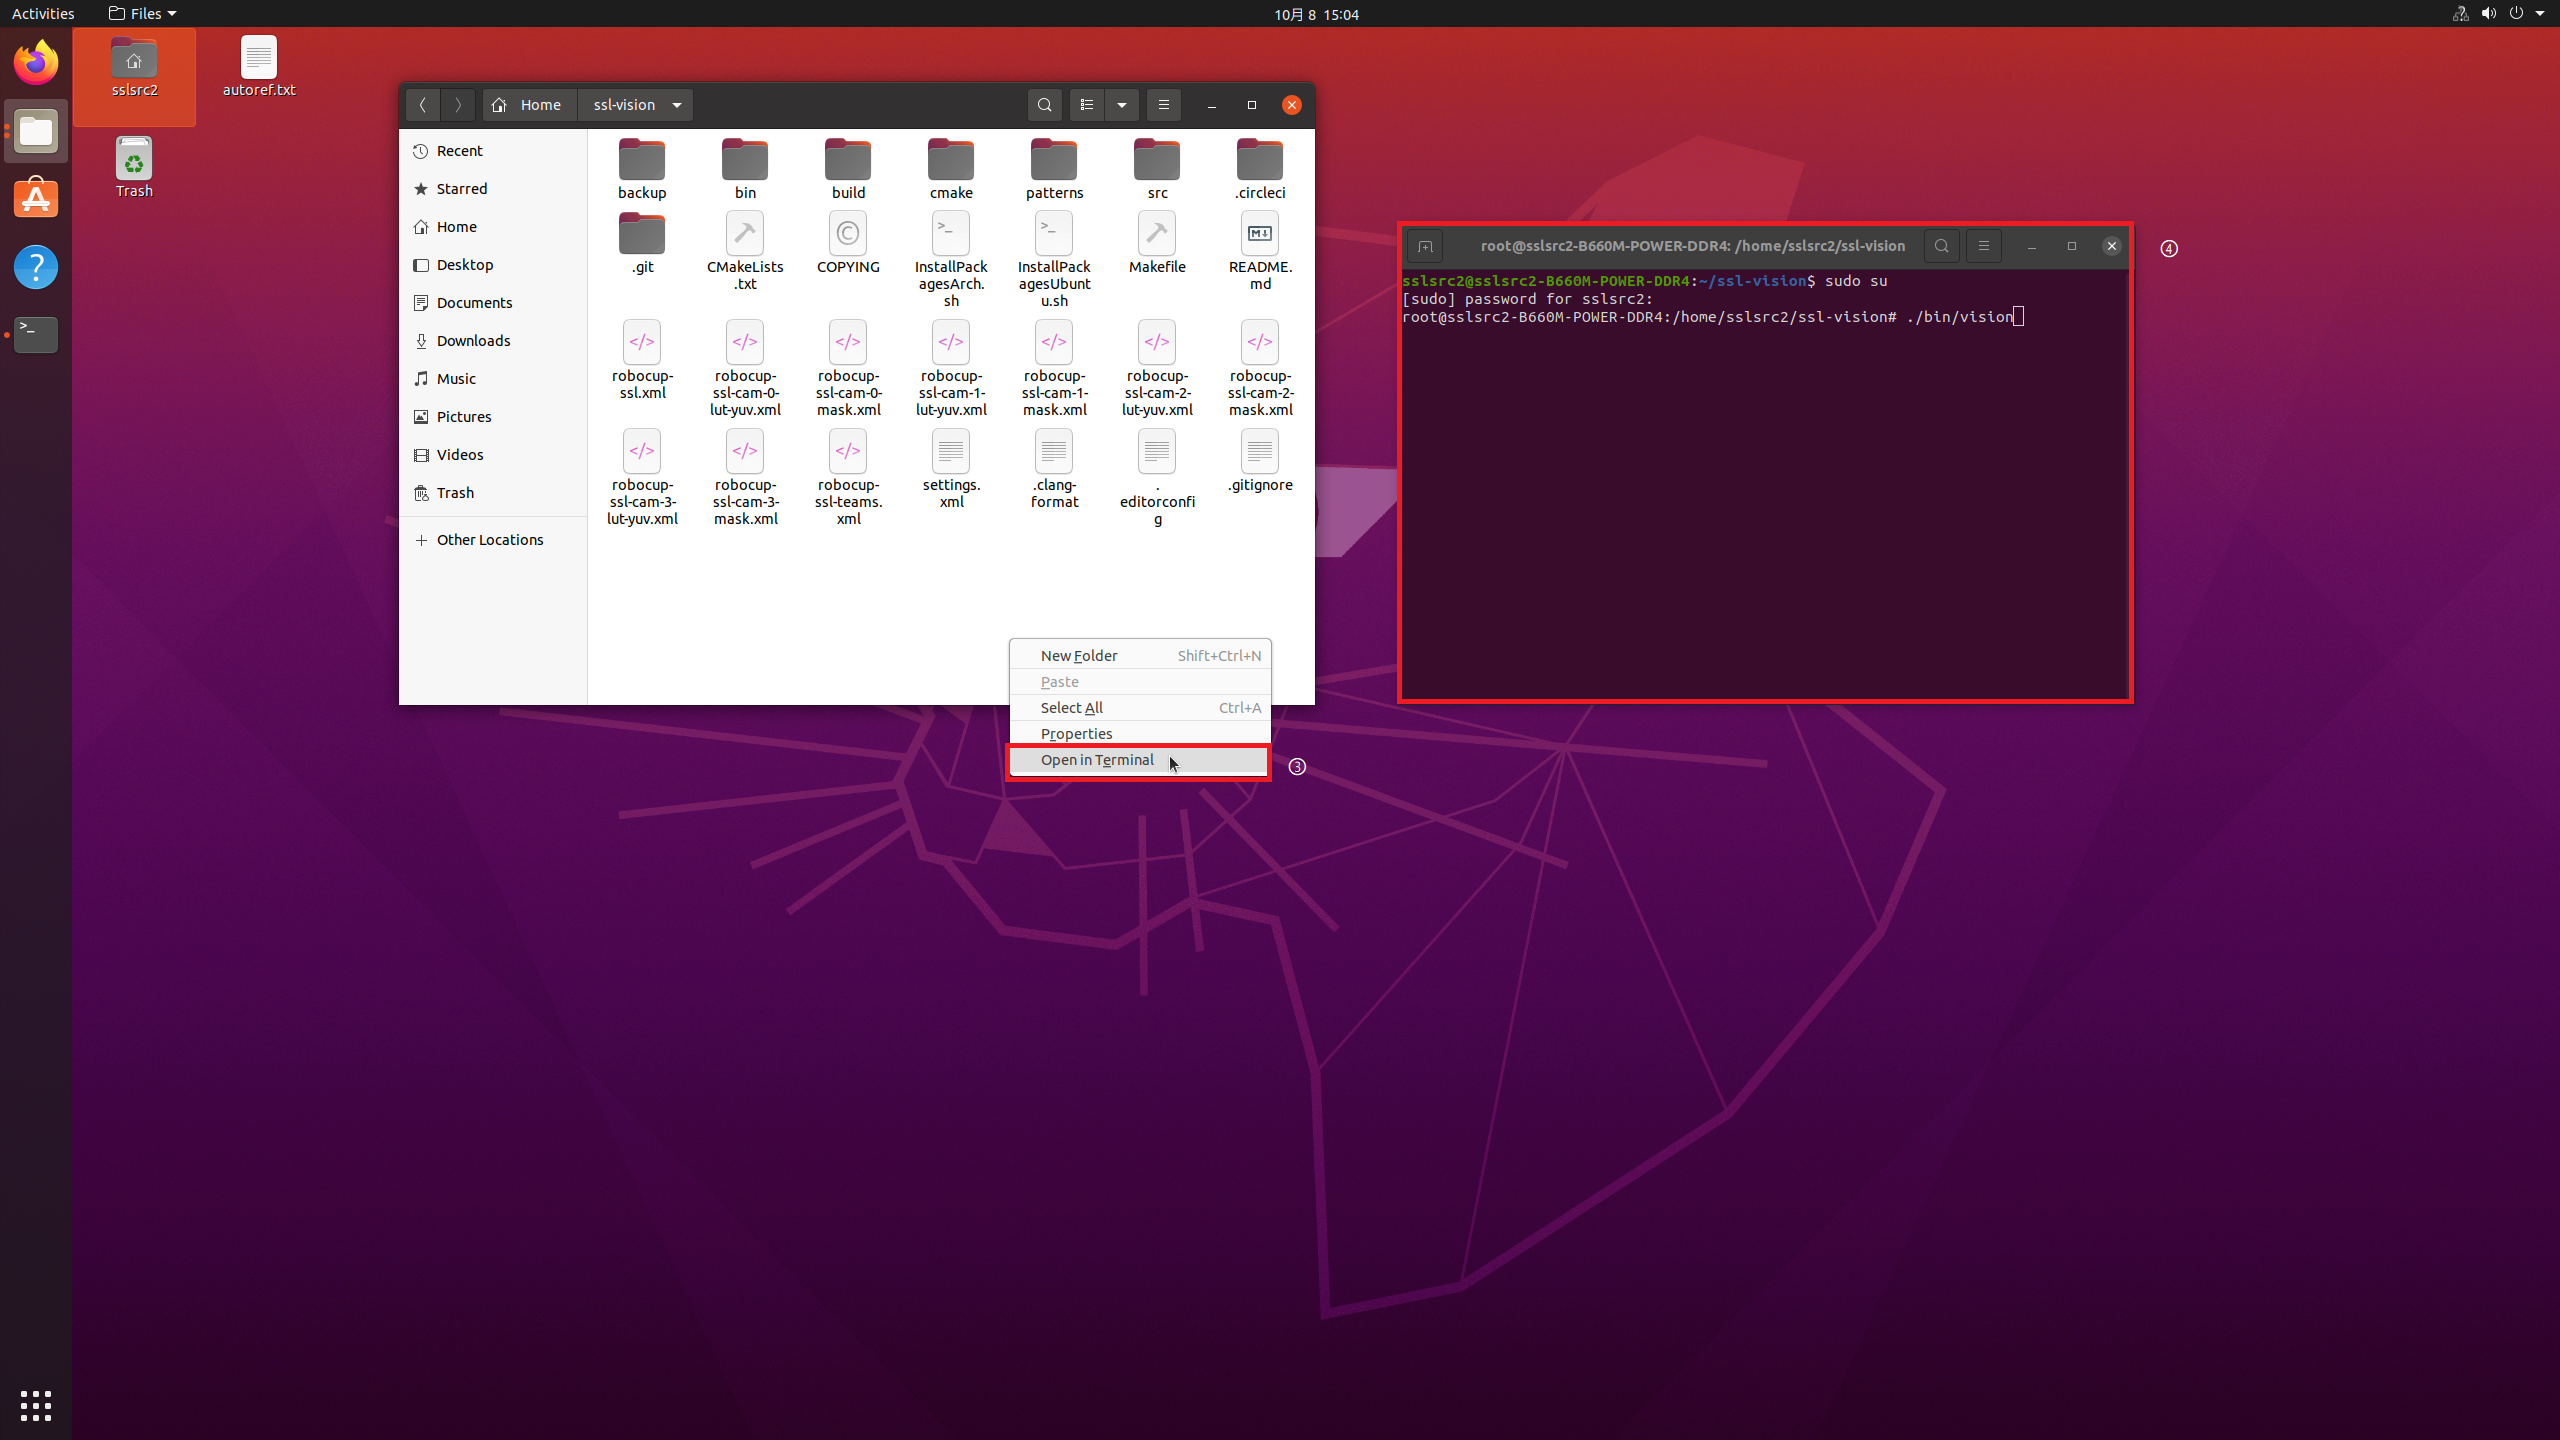 Activities
Files
10月 8 15:04
sslsrc2
autoref.txt
Trash
Home
ssl-vision
Recent
Starred
Home
Desktop
Documents
Downloads
Music
Pictures
Videos
Trash
Other Locations
backup
bin
build
cmake
patterns
src
.circleci
.git
CMakeLists
.txt
COPYING
InstallPack
agesArch.
sh
InstallPack
agesUbunt
u.sh
Makefile
README.
md
robocup-
ssl.xml
robocup-
ssl-cam-0-
lut-yuv.xml
robocup-
ssl-cam-0-
mask.xml
robocup-
ssl-cam-1-
lut-yuv.xml
robocup-
ssl-cam-1-
mask.xml
robocup-
ssl-cam-2-
lut-yuv.xml
robocup-
ssl-cam-2-
mask.xml
robocup-
ssl-cam-3-
lut-yuv.xml
robocup-
ssl-cam-3-
mask.xml
robocup-
ssl-teams.
xml
settings.
xml
.clang-
format
.
editorconfi
g
.gitignore
New Folder Shift+Ctrl+N
Paste
Select All Ctrl+A
Properties
Open in Terminal
③
root@sslsrc2-B660M-POWER-DDR4: /home/sslsrc2/ssl-vision
④
sslsrc2@sslsrc2-B660M-POWER-DDR4:~/ssl-vision$ sudo su
[sudo] password for sslsrc2:
root@sslsrc2-B660M-POWER-DDR4:/home/sslsrc2/ssl-vision# ./bin/vision